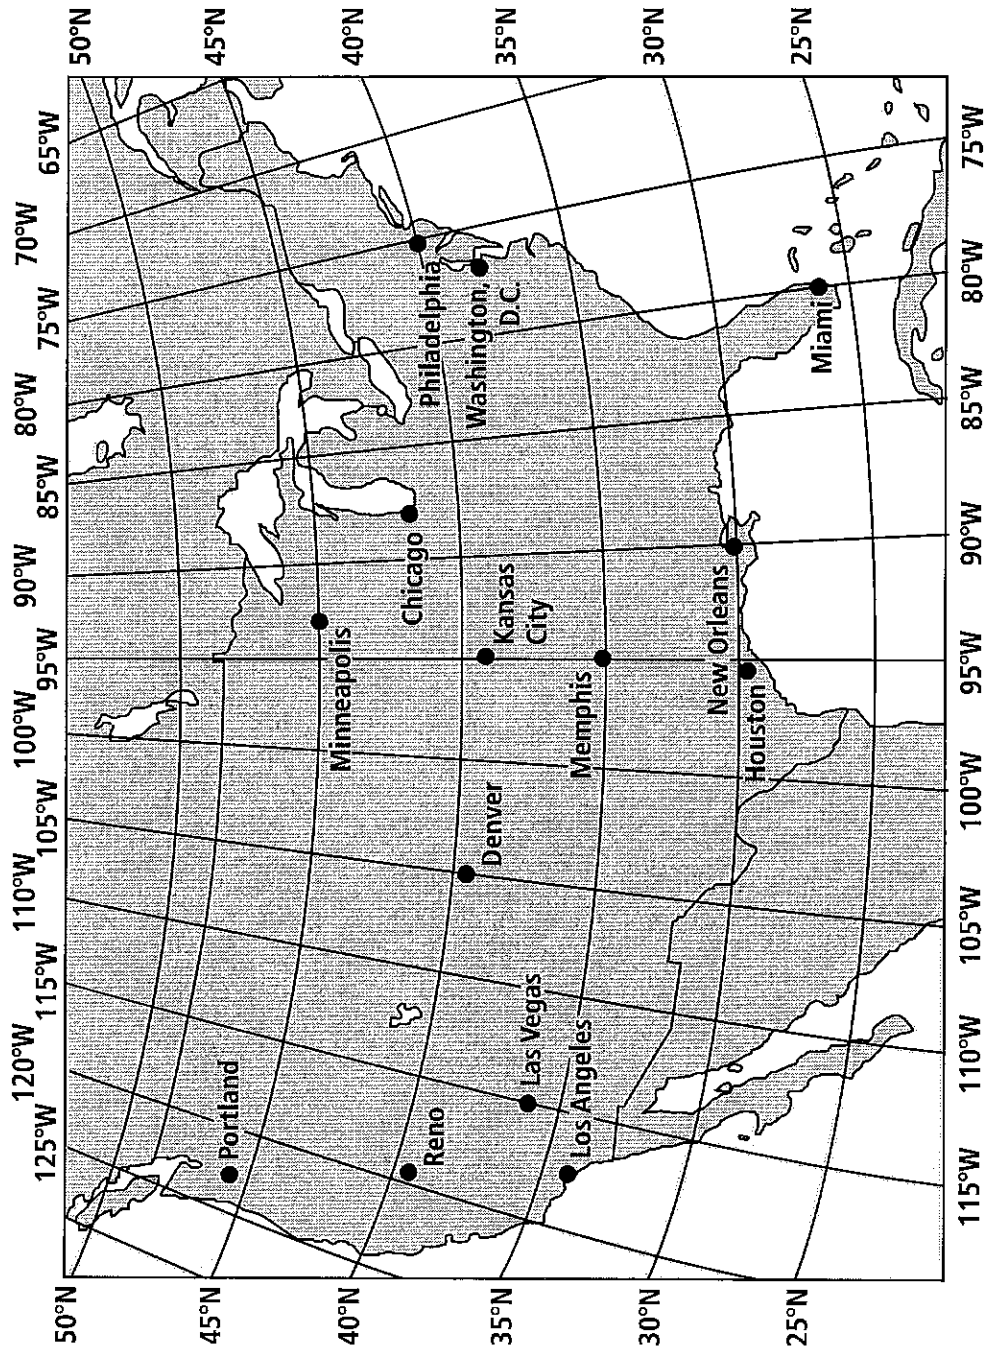 125°W
120°W
115°W
110°W
105°W
100°W
95°W
90°W
85°W
80°W
75°W
70°W
65°W
50°N
50°N
45°N
45°N
Portland
Minneapolis
40°N
40°N
Reno
Chicago
Philadelphia
Denver
Kansas
City
Washington,
D.C.
35°N
35°N
Las Vegas
Los Angeles
Memphis
30°N
30°N
New Orleans
Houston
25°N
25°N
Miami
115°W
110°W
105°W
100°W
95°W
90°W
85°W
80°W
75°W